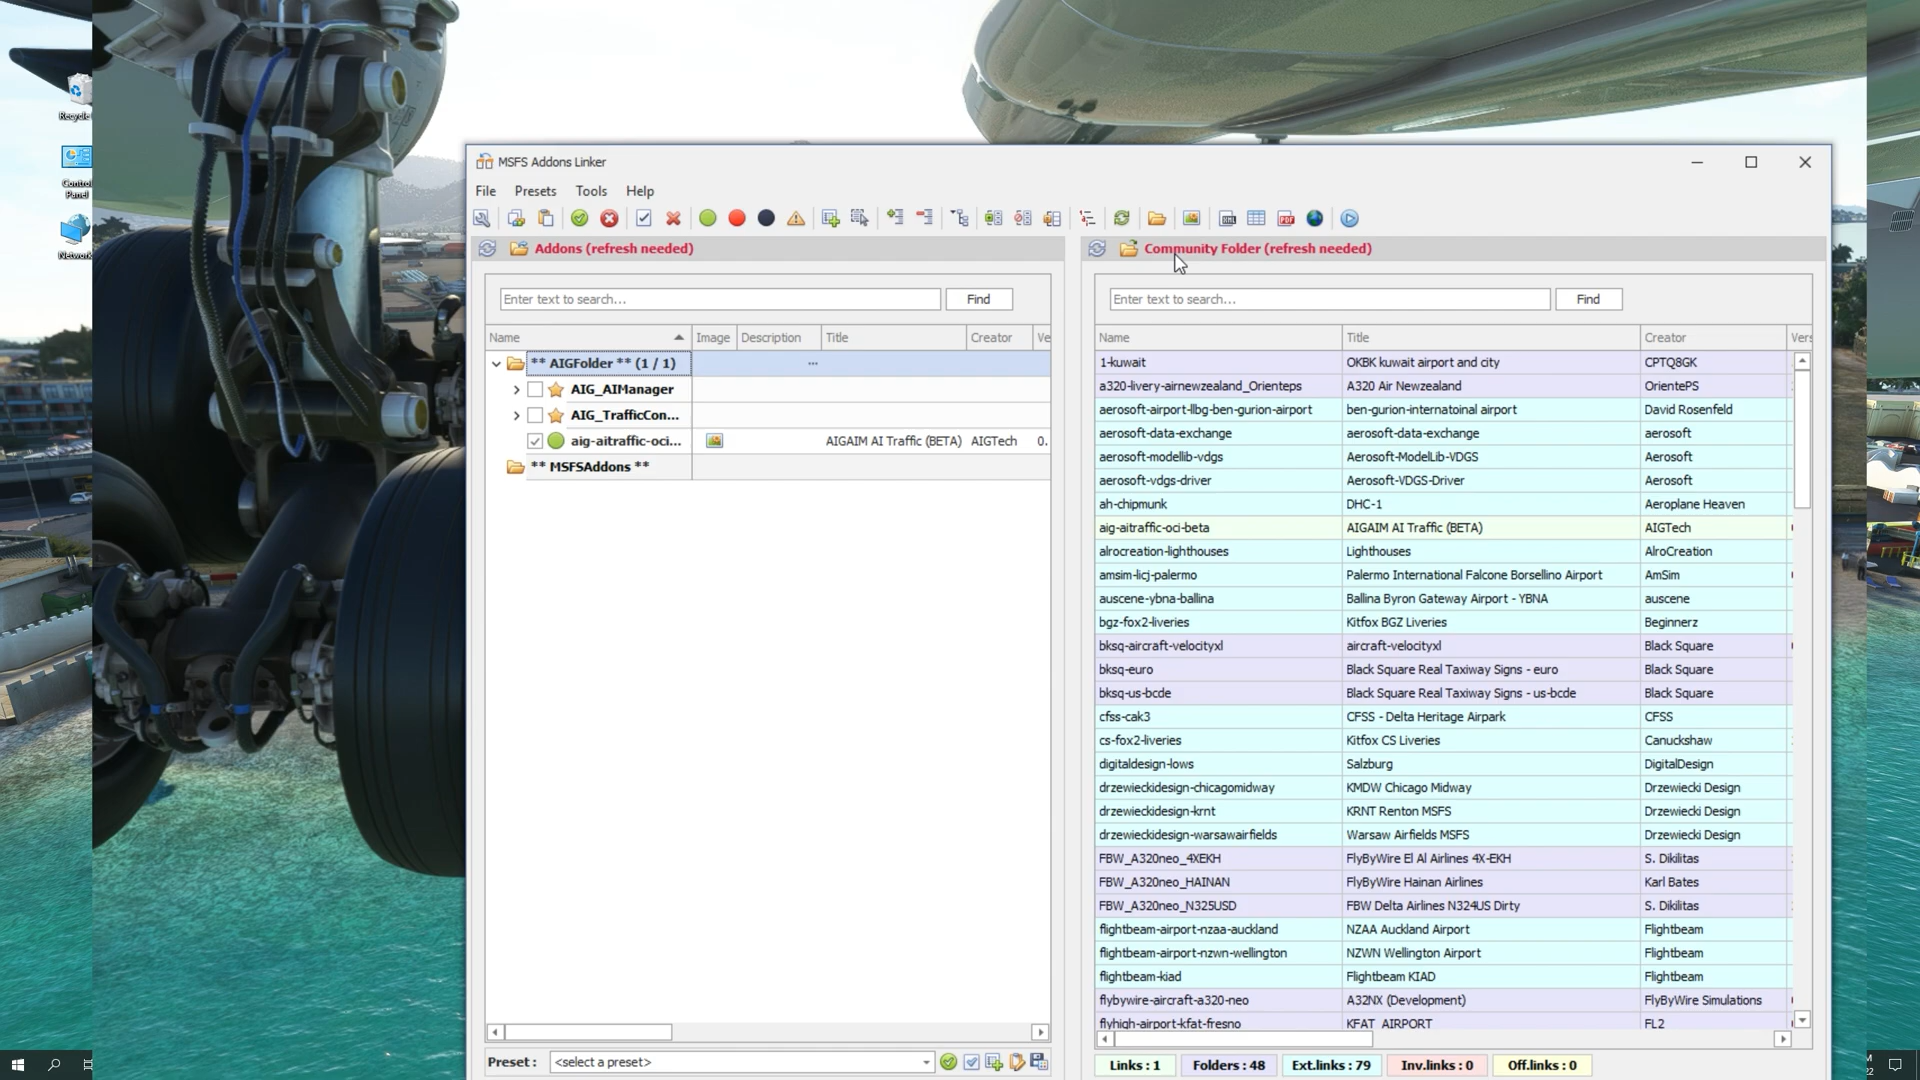 Recycle
Control
Panel
Network
MSFS Addons Linker
File Presets Tools Help
Addons (refresh needed)
Enter text to search...
Find
Name Image Description Title Creator Ve
** AIGFolder ** (1 / 1)
AIG_AIManager
AIG_TrafficCon...
aig-aitraffic-oci... AIGAIM AI Traffic (BETA) AIGTech 0.
** MSFSAddons **
Preset : <select a preset>
Community Folder (refresh needed)
Enter text to search...
Find
Name Title Creator Vers
1-kuwait OKBK kuwait airport and city CPTQ8GK
a320-livery-airnewzealand_Orienteps A320 Air Newzealand OrientePS
aerosoft-airport-llbg-ben-gurion-airport ben-gurion-internatoinal airport David Rosenfeld
aerosoft-data-exchange aerosoft-data-exchange aerosoft
aerosoft-modellib-vdgs Aerosoft-ModelLib-VDGS Aerosoft
aerosoft-vdgs-driver Aerosoft-VDGS-Driver Aerosoft
ah-chipmunk DHC-1 Aeroplane Heaven
aig-aitraffic-oci-beta AIGAIM AI Traffic (BETA) AIGTech
alrocreation-lighthouses Lighthouses AlroCreation
amsim-licj-palermo Palermo International Falcone Borsellino Airport AmSim
auscene-ybna-ballina Ballina Byron Gateway Airport - YBNA auscene
bgz-fox2-liveries Kitfox BGZ Liveries Beginnerz
bksq-aircraft-velocityxl aircraft-velocityxl Black Square
bksq-euro Black Square Real Taxiway Signs - euro Black Square
bksq-us-bcde Black Square Real Taxiway Signs - us-bcde Black Square
cfss-cak3 CFSS - Delta Heritage Airpark CFSS
cs-fox2-liveries Kitfox CS Liveries Canuckshaw
digitaldesign-lows Salzburg DigitalDesign
drzewieckidesign-chicagomidway KMDW Chicago Midway Drzewiecki Design
drzewieckidesign-krnt KRNT Renton MSFS Drzewiecki Design
drzewieckidesign-warsawairfields Warsaw Airfields MSFS Drzewiecki Design
FBW_A320neo_4XEKH FlyByWire El Al Airlines 4X-EKH S. Dikilitas
FBW_A320neo_HAINAN FlyByWire Hainan Airlines Karl Bates
FBW_A320neo_N325USD FBW Delta Airlines N324US Dirty S. Dikilitas
flightbeam-airport-nzaa-auckland NZAA Auckland Airport Flightbeam
flightbeam-airport-nzwn-wellington NZWN Wellington Airport Flightbeam
flightbeam-kiad Flightbeam KIAD Flightbeam
flybywire-aircraft-a320-neo A32NX (Development) FlyByWire Simulations
flyhigh-airport-kfat-fresno KFAT_AIRPORT FL2
Links : 1 Folders : 48 Ext.links : 79 Inv.links : 0 Off.links : 0